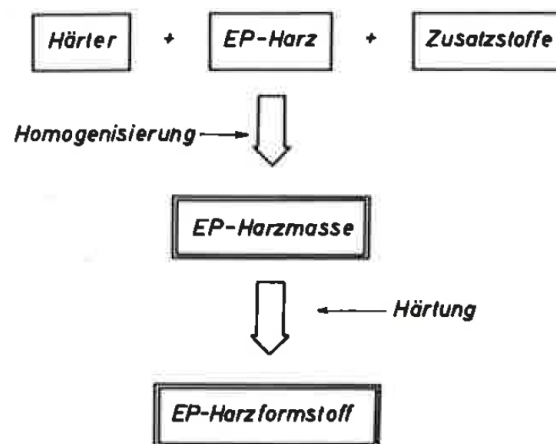 Härter + EP-Harz + Zusatzstoffe
Homogenisierung
EP-Harzmasse
Härtung
EP-Harzformstoff